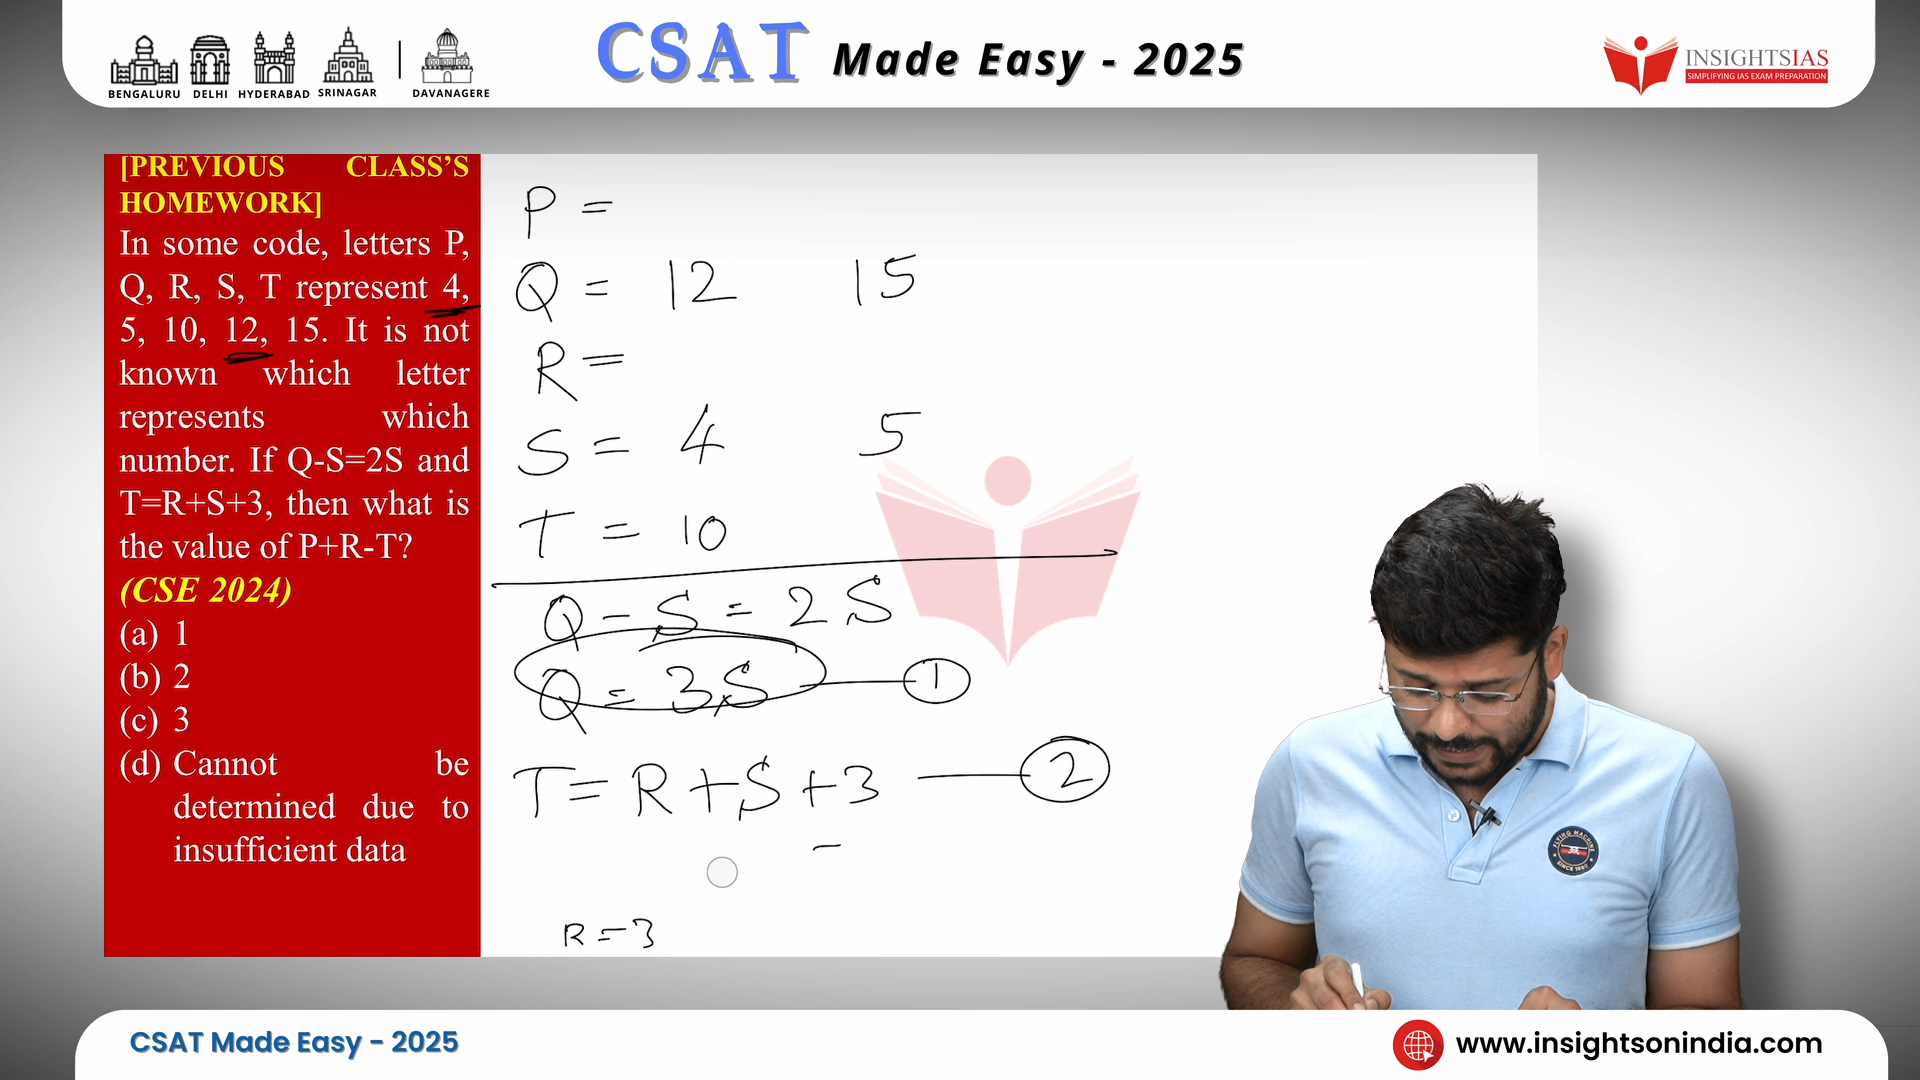 CSAT Made Easy - 2025
BENGALURU DELHI HYDERABAD SRINAGAR DAVANAGERE
INSIGHTSIAS
SIMPLIFYING IAS EXAM PREPARATION
[PREVIOUS CLASS'S
HOMEWORK]
In some code, letters P,
Q, R, S, T represent 4,
5, 10, 12, 15. It is not
known which letter
represents which
number. If Q-S=2S and
T=R+S+3, then what is
the value of P+R-T?
(CSE 2024)
(a) 1
(b) 2
(c) 3
(d) Cannot be
determined due to
insufficient data
P =
Q = 12 15
R =
S = 4 5
T = 10
Q - S = 2S
Q = 3S 1
T = R + S + 3 2
R = 3
FLYING MACHINE
SINCE 1980
CSAT Made Easy - 2025
www.insightsonindia.com